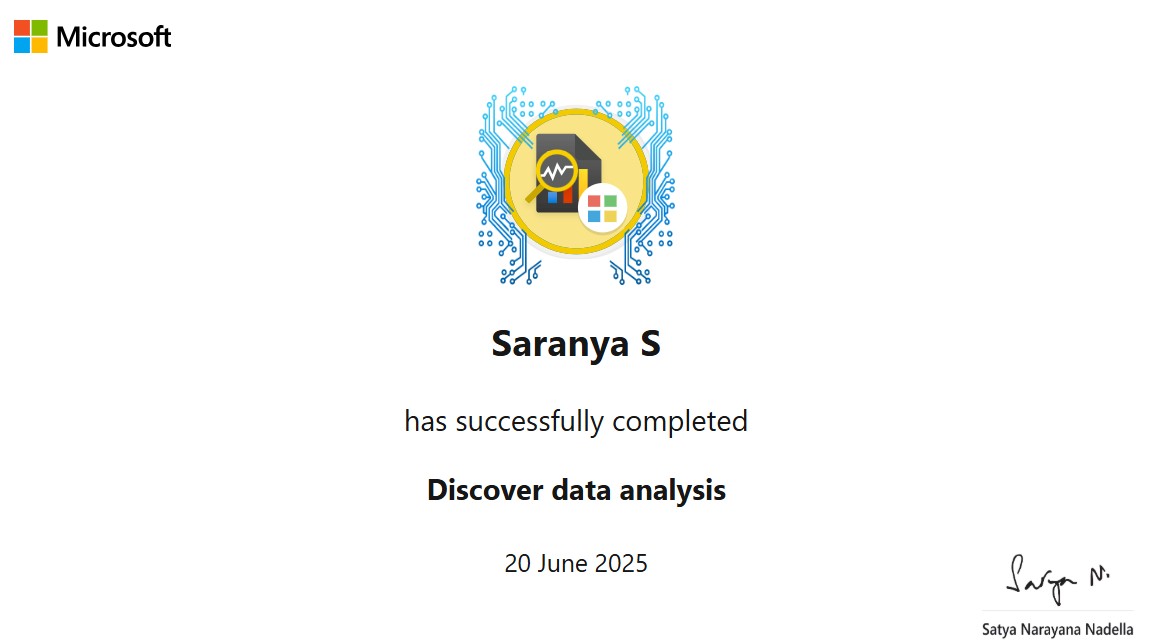 Microsoft
Saranya S
has successfully completed
Discover data analysis
20 June 2025
Satya N.
Satya Narayana Nadella